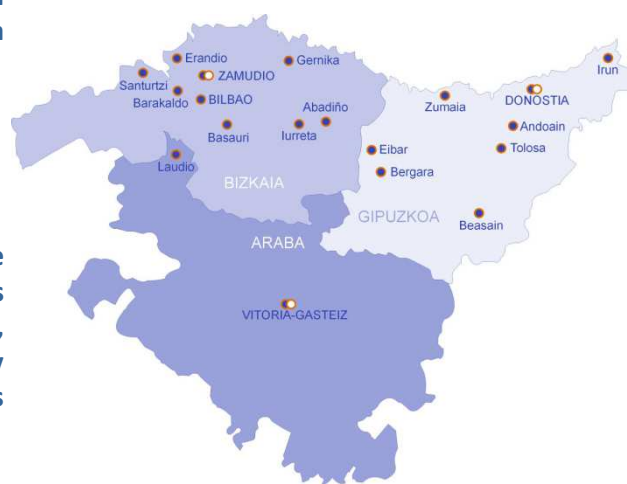 Erandio
Gernika
Irun
Santurtzi
ZAMUDIO
Barakaldo
BILBAO
Abadiño
Zumaia
DONOSTIA
Basauri
Iurreta
Andoain
Eibar
Tolosa
Laudio
Bergara
BIZKAIA
GIPUZKOA
Beasain
ARABA
VITORIA-GASTEIZ